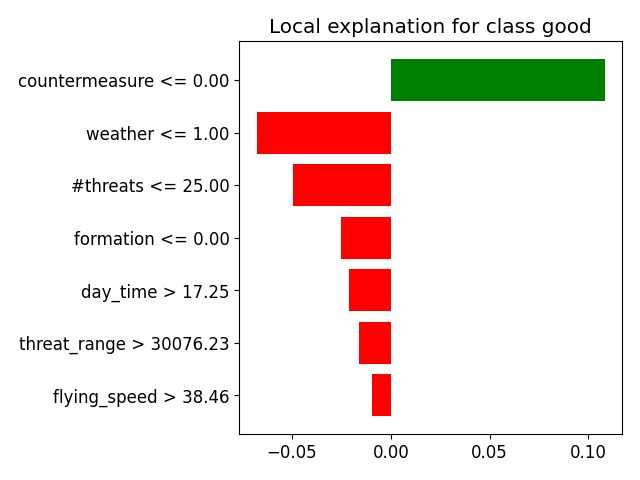 Local explanation for class good
countermeasure <= 0.00
weather <= 1.00
#threats <= 25.00
formation <= 0.00
day_time > 17.25
threat_range > 30076.23
flying_speed > 38.46
−0.05 0.00 0.05 0.10